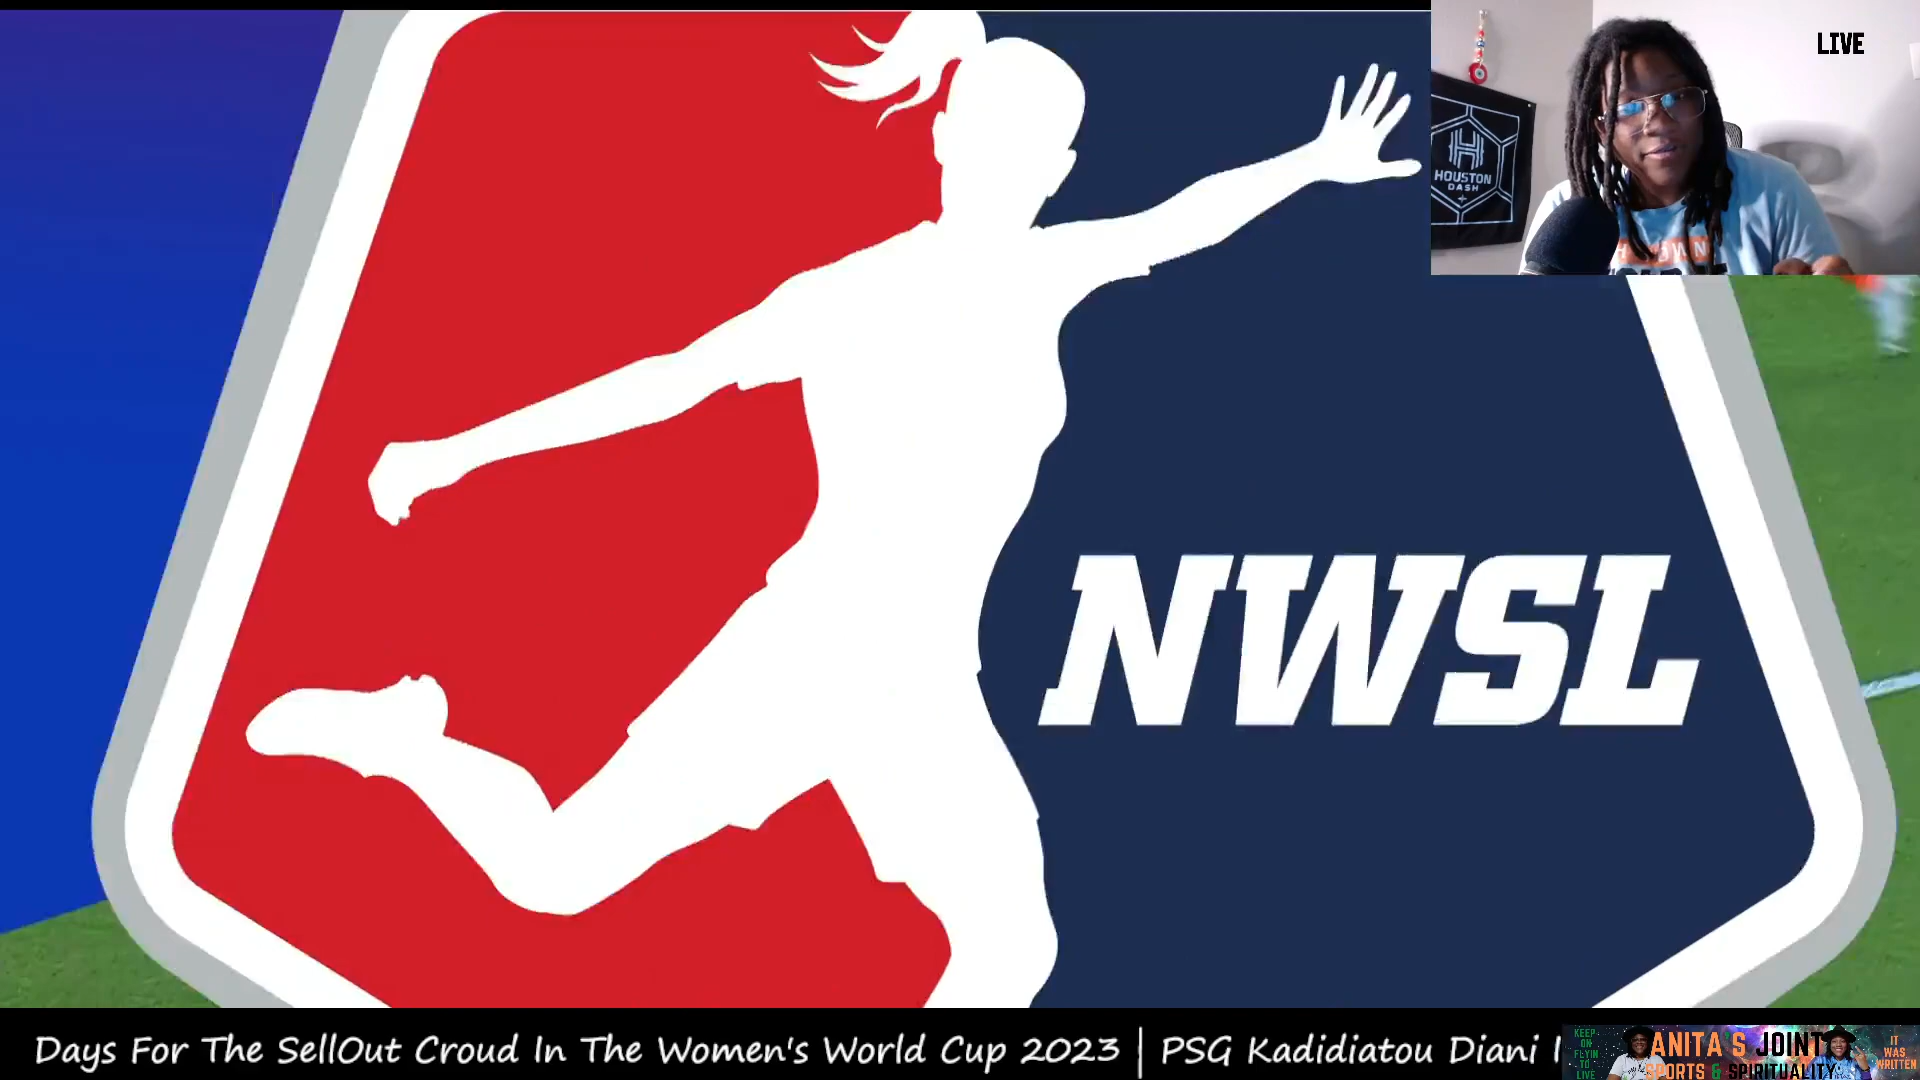 LIVE
HOUSTON
DASH
NWSL
Days For The SellOut Croud In The Women's World Cup 2023 | PSG Kadidiatou Diani
KEEP
ON
FLYIN
TO
LIVE
ANITA'S JOINT
SPORTS & SPIRITUALITY
IT
WAS
WRITTEN